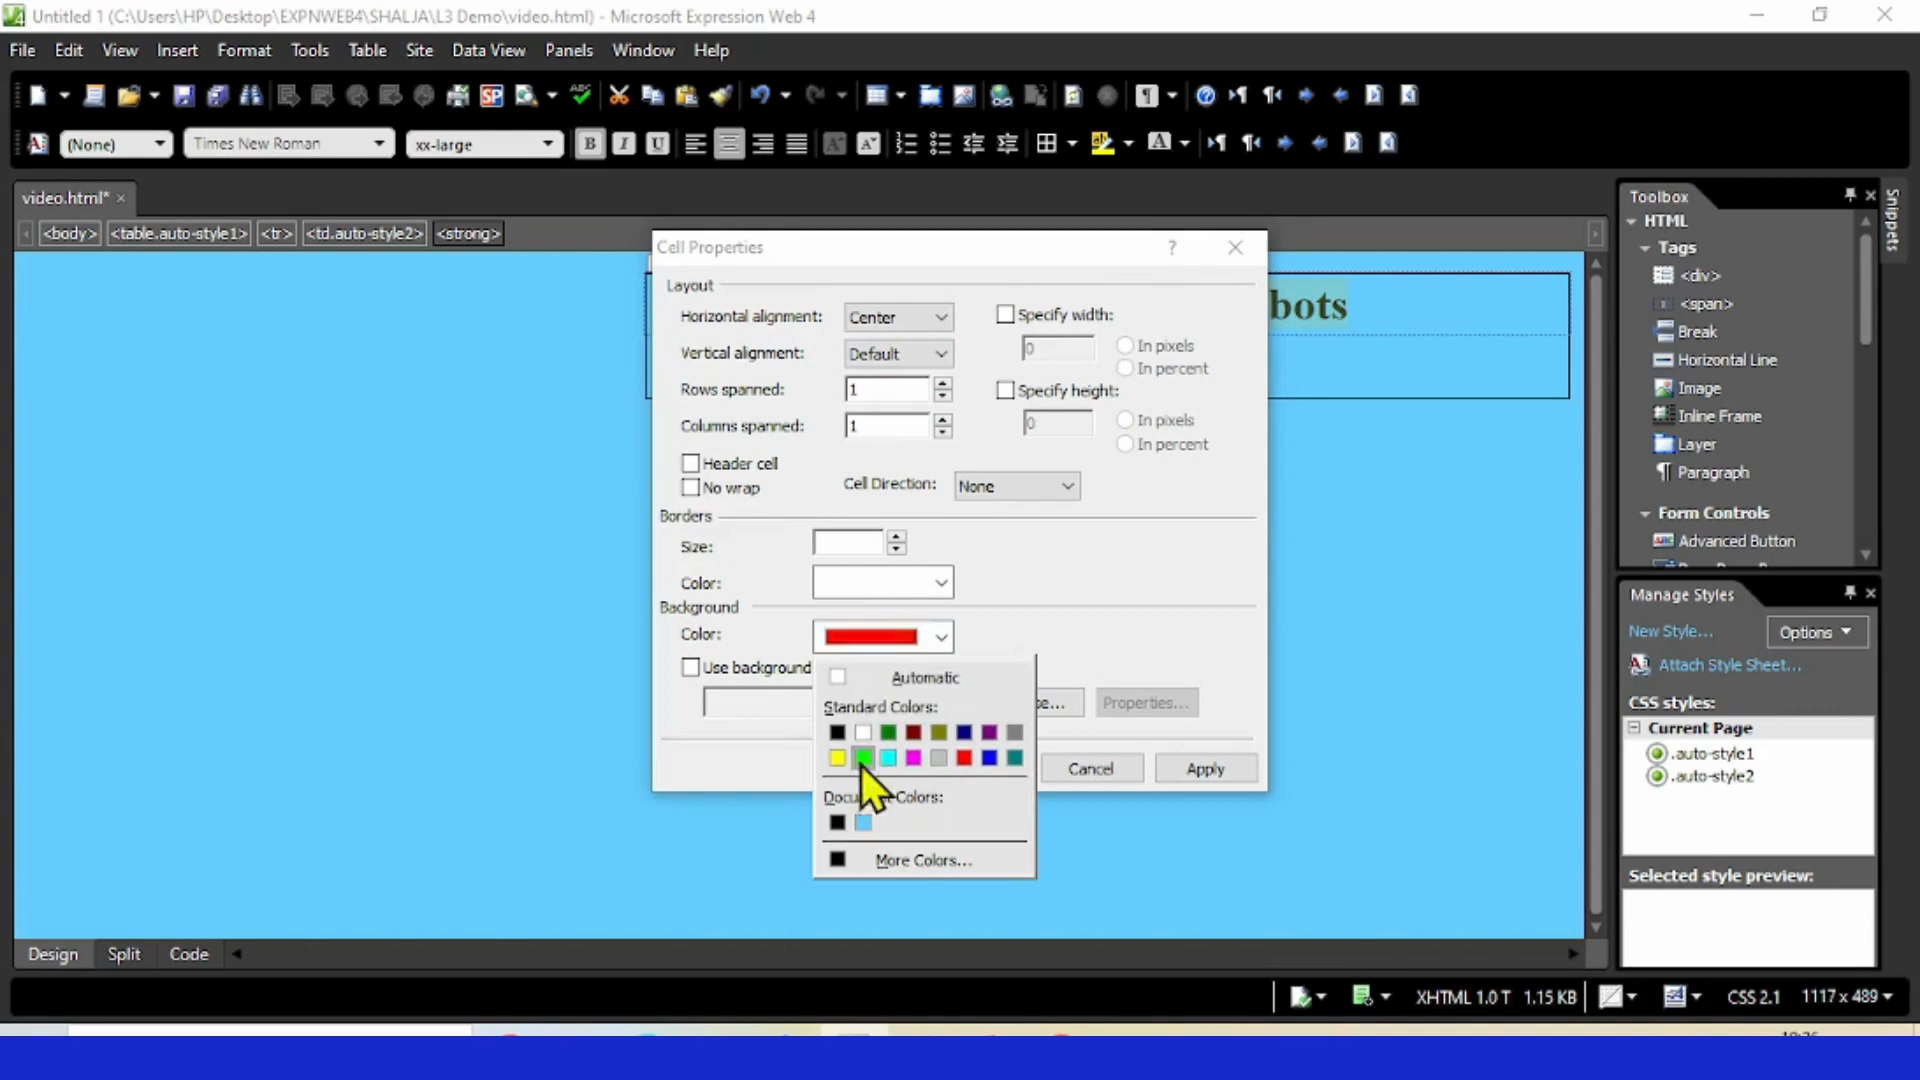 Untitled 1 (C:\Users\HP\Desktop\EXPNWEB4\SHALJA\L3 Demo\video.html) - Microsoft Expression Web 4
File Edit View Insert Format Tools Table Site Data View Panels Window Help
(None) Times New Roman xx-large B I U
video.html*
<body> <table.auto-style1> <tr> <td.auto-style2> <strong>
bots
Cell Properties
Layout
Horizontal alignment: Center
Specify width:
0
In pixels
In percent
Vertical alignment: Default
Rows spanned: 1
Specify height:
0
In pixels
In percent
Columns spanned: 1
Header cell
No wrap
Cell Direction: None
Borders
Size:
Color:
Background
Color:
Use background
Properties...
Automatic
Standard Colors:
Colors:
More Colors...
Cancel
Apply
Toolbox
HTML
Tags
<div>
<span>
Break
Horizontal Line
Image
Inline Frame
Layer
Paragraph
Form Controls
Advanced Button
Snippets
Manage Styles
New Style...
Options
Attach Style Sheet...
CSS styles:
Current Page
.auto-style1
.auto-style2
Selected style preview:
Design Split Code
XHTML 1.0 T 1.15 KB CSS 2.1 1117 x 489